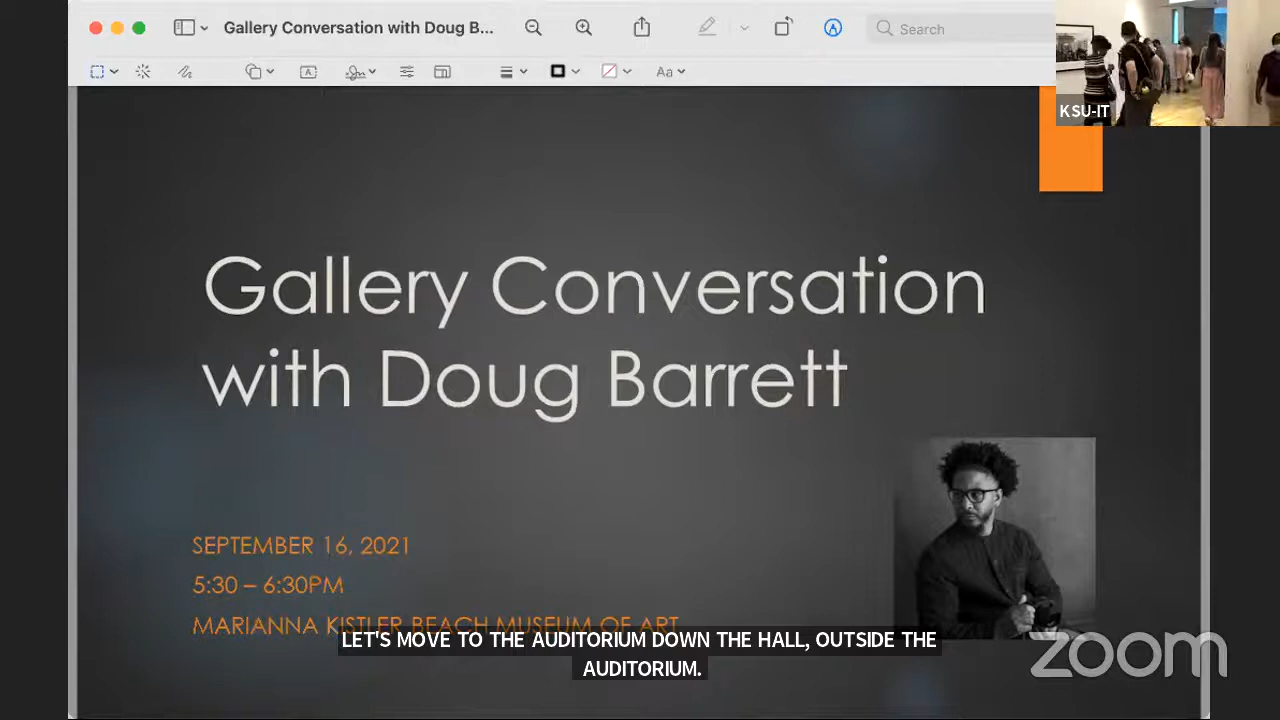 Gallery Conversation with Doug B...
Search
A
Aa
KSU-IT
Gallery Conversation
with Doug Barrett
SEPTEMBER 16, 2021
5:30 – 6:30PM
MARIANNA KISTLER BEACH MUSEUM OF ART
LET'S MOVE TO THE AUDITORIUM DOWN THE HALL, OUTSIDE THE
AUDITORIUM.
zoom